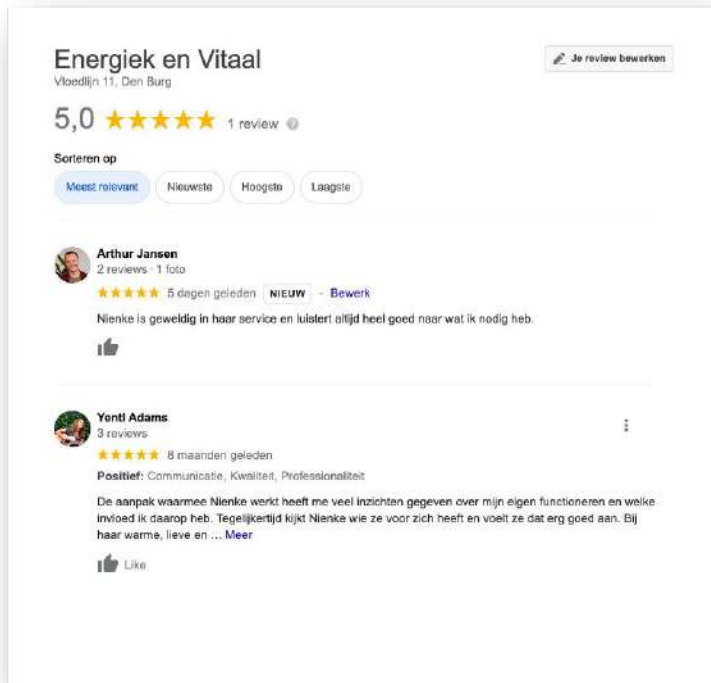 Energiek en Vitaal
Je review bewerken
Vloedlijn 11, Den Burg
5,0 1 review
Sorteren op
Meest relevant Nieuwste Hoogste Laagste
Arthur Jansen
2 reviews · 1 foto
5 dagen geleden NIEUW - Bewerk
Nienke is geweldig in haar service en luistert altijd heel goed naar wat ik nodig heb.
Yentl Adams
3 reviews
8 maanden geleden
Positief: Communicatie, Kwaliteit, Professionaliteit
De aanpak waarmee Nienke werkt heeft me veel inzichten gegeven over mijn eigen functioneren en welke
invloed ik daarop heb. Tegelijkertijd kijkt Nienke wie ze voor zich heeft en voelt ze dat erg goed aan. Bij
haar warme, lieve en ... Meer
Like